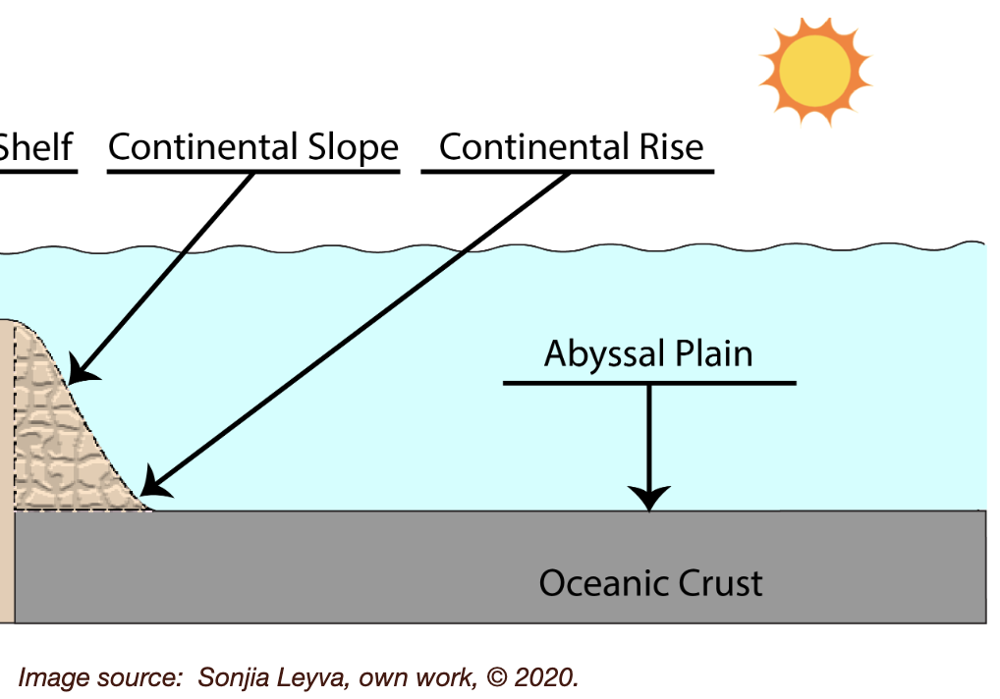 Shelf
Continental Slope
Continental Rise
Abyssal Plain
Oceanic Crust
Image source:  Sonjia Leyva, own work, © 2020.